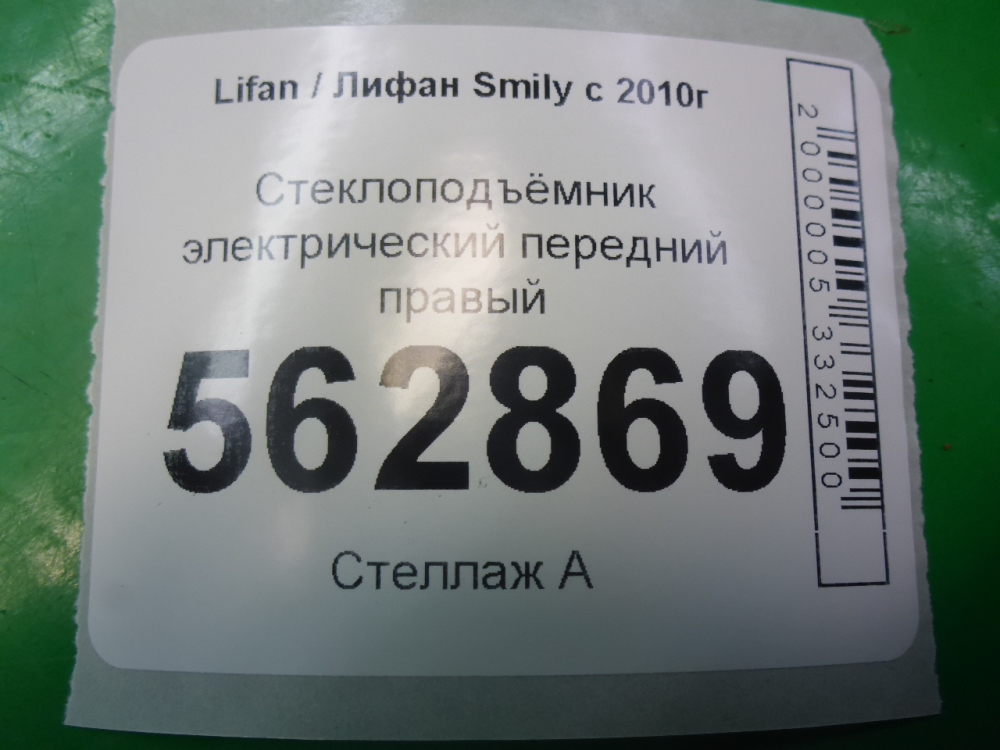 Lifan / Лифан Smily с 2010г
Стеклоподъёмник
электрический передний
правый
562869
Стеллаж А
2000005332500